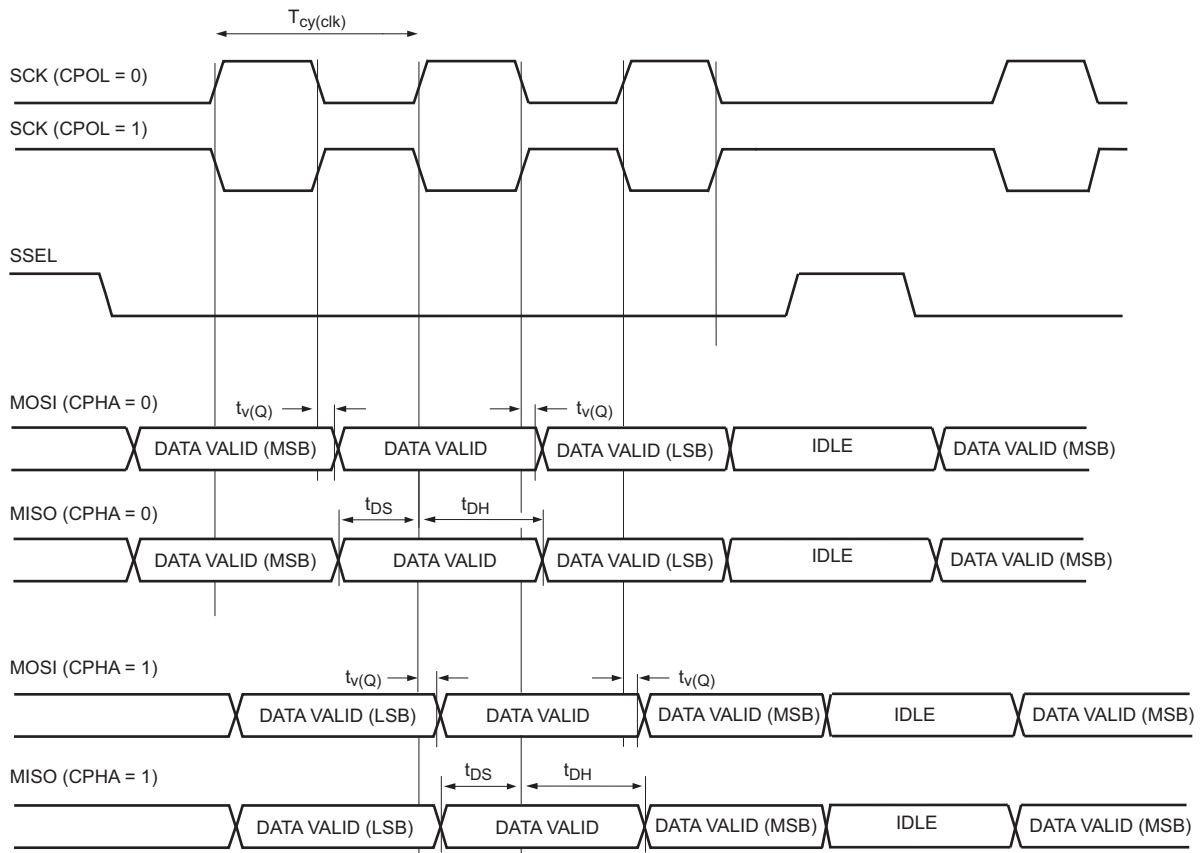 Tcy(clk)
SCK (CPOL = 0)
SCK (CPOL = 1)
SSEL
MOSI (CPHA = 0)
tv(Q) tv(Q)
DATA VALID (MSB) DATA VALID DATA VALID (LSB) IDLE DATA VALID (MSB)
MISO (CPHA = 0)
tDS tDH
DATA VALID (MSB) DATA VALID DATA VALID (LSB) IDLE DATA VALID (MSB)
MOSI (CPHA = 1)
tv(Q) tv(Q)
DATA VALID (LSB) DATA VALID DATA VALID (MSB) IDLE DATA VALID (MSB)
MISO (CPHA = 1)
tDS tDH
DATA VALID (LSB) DATA VALID DATA VALID (MSB) IDLE DATA VALID (MSB)